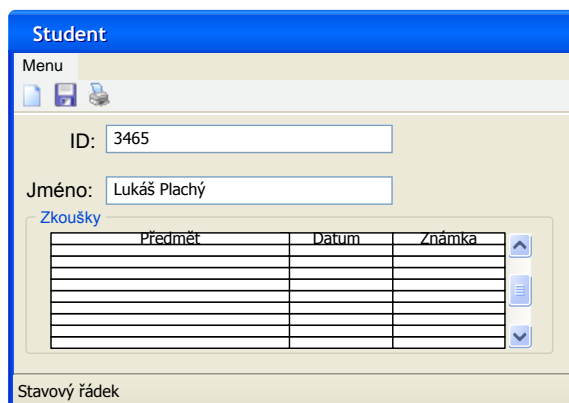 Student
Menu
ID: 3465
Jméno: Lukáš Plachý
Zkoušky
Předmět Datum Známka
Stavový řádek